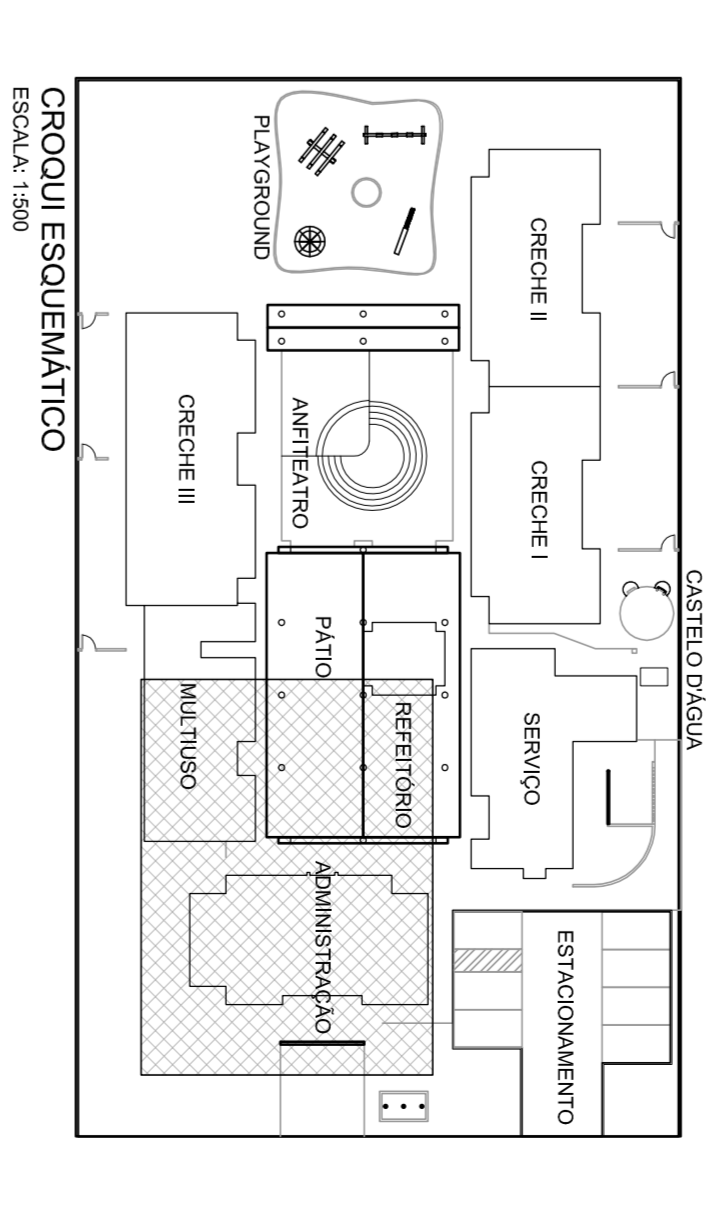 CASTELO D'ÁGUA
CRECHE II
CRECHE I
SERVIÇO
ESTACIONAMENTO
PLAYGROUND
ANFITEATRO
PÁTIO
REFEITÓRIO
ADMINISTRAÇÃO
CRECHE III
MULTIUSO
CROQUI ESQUEMÁTICO
ESCALA: 1:500